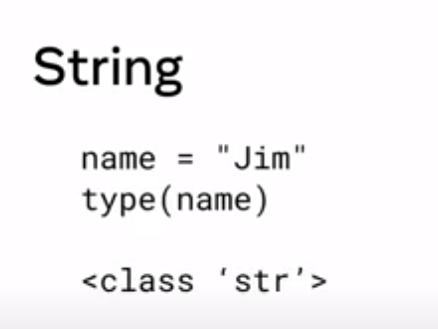 String
name = "Jim"
type(name)
<class ‘str’>